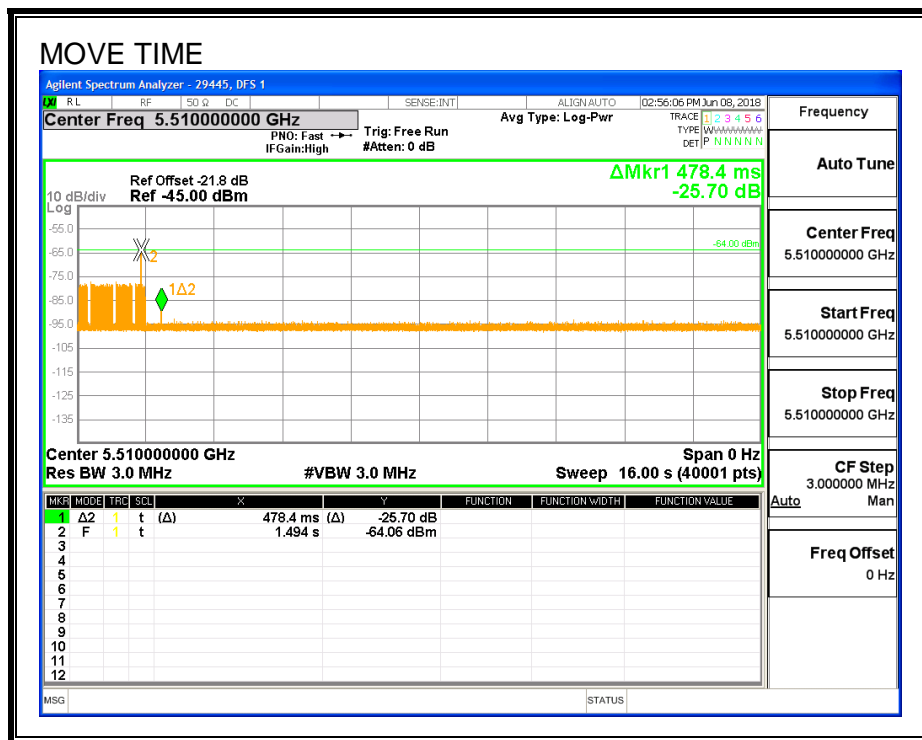 MOVE TIME
Agilent Spectrum Analyzer - 29445, DFS 1
LXI RL RF 50 Ω DC SENSE:INT ALIGN AUTO 02:56:06 PM Jun 08, 2018
Center Freq 5.510000000 GHz Avg Type: Log-Pwr TRACE 1 2 3 4 5 6
PNO: Fast Trig: Free Run TYPE W
IFGain:High #Atten: 0 dB DET P N N N N N
Frequency
Auto Tune
ΔMkr1 478.4 ms
Ref Offset -21.8 dB
10 dB/div Ref -45.00 dBm -25.70 dB
Log
-55.0
-64.00 dBm
-65.0
2
-75.0
1Δ2
-85.0
-95.0
-105
-115
-125
-135
Center 5.510000000 GHz Span 0 Hz
Res BW 3.0 MHz #VBW 3.0 MHz Sweep 16.00 s (40001 pts)
MKR MODE TRC SCL X Y FUNCTION FUNCTION WIDTH FUNCTION VALUE
1 Δ2 1 t (Δ) 478.4 ms (Δ) -25.70 dB
2 F 1 t 1.494 s -64.06 dBm
3
4
5
6
7
8
9
10
11
12
Center Freq
5.510000000 GHz
Start Freq
5.510000000 GHz
Stop Freq
5.510000000 GHz
CF Step
3.000000 MHz
Auto Man
Freq Offset
0 Hz
MSG STATUS